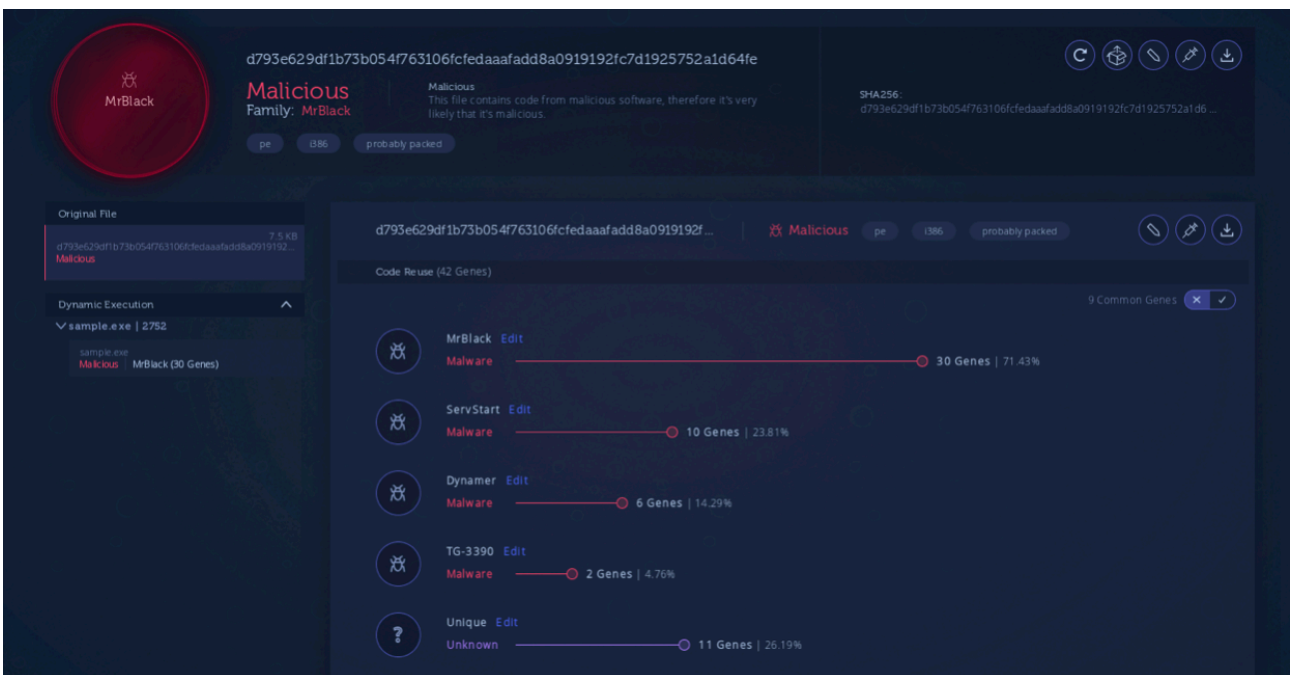 MrBlack
d793e629df1b73b054f763106fcfedaaafadd8a0919192fc7d1925752a1d64fe
Malicious
Family: MrBlack
Malicious
This file contains code from malicious software, therefore it's very
likely that it's malicious.
pe i386 probably packed
SHA256:
d793e629df1b73b054f763106fcfedaaafadd8a0919192fc7d1925752a1d6 ...
Original File
7.5 KB
d793e629df1b73b054f763106fcfedaaafadd8a0919192...
Malicious
Dynamic Execution
sample.exe | 2752
sample.exe
Malicious | MrBlack (30 Genes)
d793e629df1b73b054f763106fcfedaaafadd8a0919192f... Malicious pe i386 probably packed
Code Reuse (42 Genes)
9 Common Genes
MrBlack Edit
Malware 30 Genes | 71.43%
ServStart Edit
Malware 10 Genes | 23.81%
Dynamer Edit
Malware 6 Genes | 14.29%
TG-3390 Edit
Malware 2 Genes | 4.76%
Unique Edit
Unknown 11 Genes | 26.19%